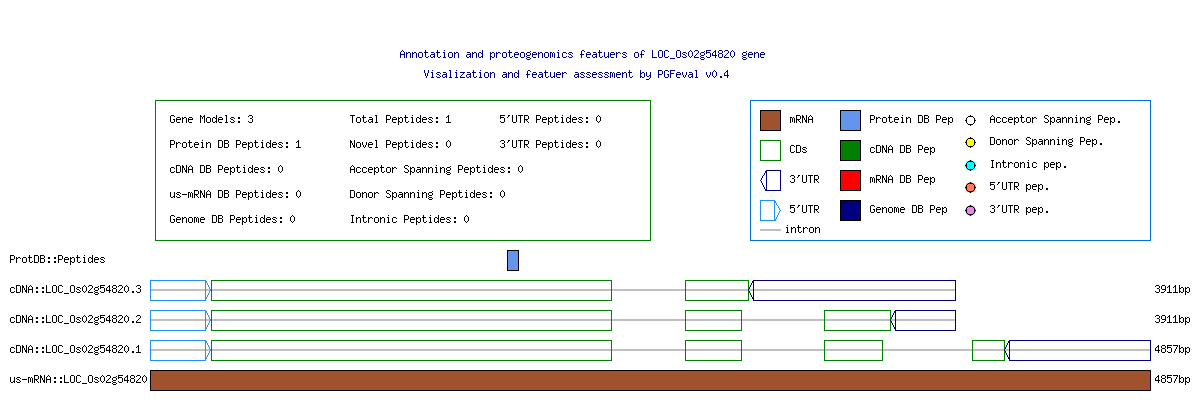 Annotation and proteogenomics featuers of LOC_Os02g54820 gene
Visalization and featuer assessment by PGFeval v0.4
Gene Models: 3 Total Peptides: 1 5'UTR Peptides: 0
Protein DB Peptides: 1 Novel Peptides: 0 3'UTR Peptides: 0
cDNA DB Peptides: 0 Acceptor Spanning Peptides: 0
us-mRNA DB Peptides: 0 Donor Spanning Peptides: 0
Genome DB Peptides: 0 Intronic Peptides: 0
mRNA Protein DB Pep Acceptor Spanning Pep.
CDs cDNA DB Pep Donor Spanning Pep.
3'UTR mRNA DB Pep Intronic pep.
5'UTR Genome DB Pep 5'UTR pep.
intron 3'UTR pep.
ProtDB::Peptides
cDNA::LOC_Os02g54820.3 3911bp
cDNA::LOC_Os02g54820.2 3911bp
cDNA::LOC_Os02g54820.1 4857bp
us-mRNA::LOC_Os02g54820 4857bp